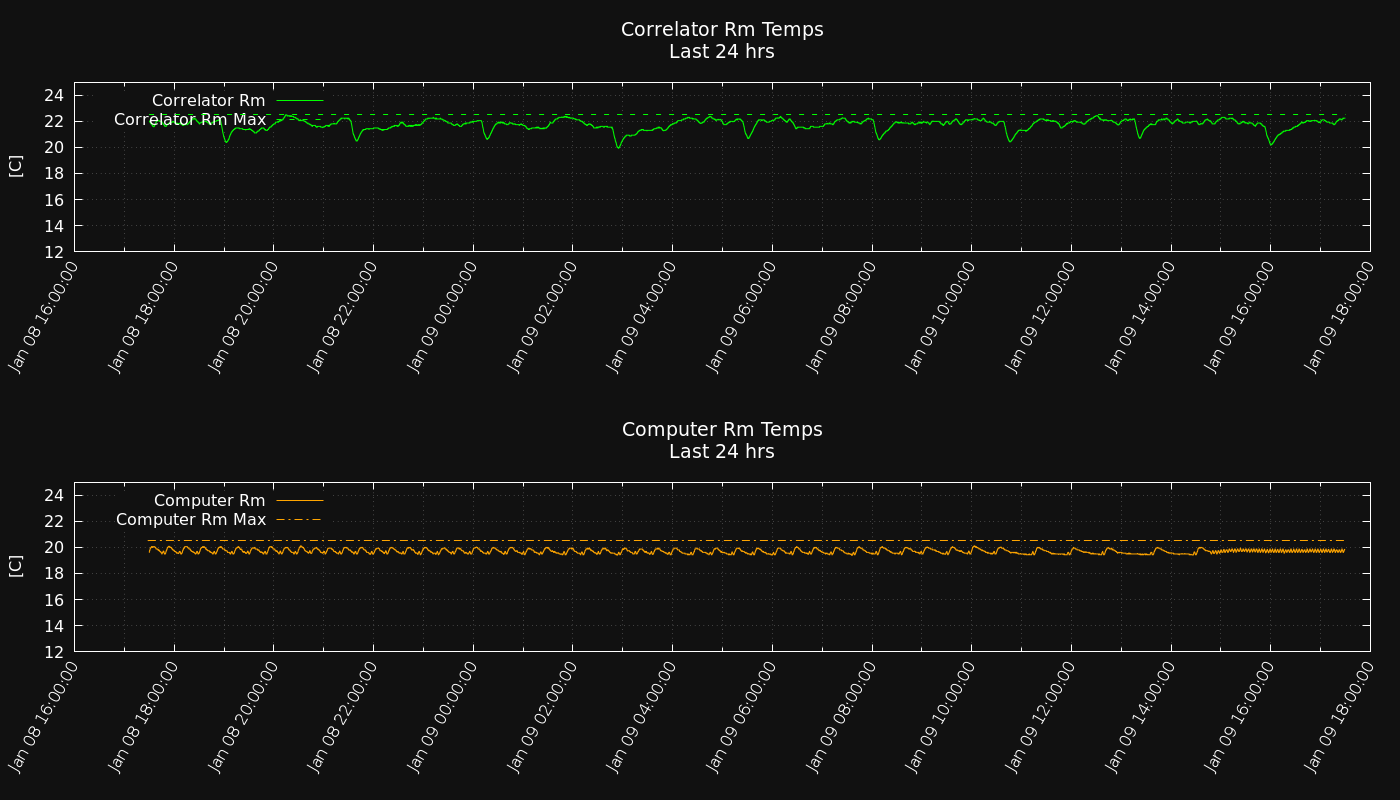 Correlator Rm Temps
Last 24 hrs
Correlator Rm
Correlator Rm Max
[C]
24
22
20
18
16
14
12
Jan 08 16:00:00
Jan 08 18:00:00
Jan 08 20:00:00
Jan 08 22:00:00
Jan 09 00:00:00
Jan 09 02:00:00
Jan 09 04:00:00
Jan 09 06:00:00
Jan 09 08:00:00
Jan 09 10:00:00
Jan 09 12:00:00
Jan 09 14:00:00
Jan 09 16:00:00
Jan 09 18:00:00
Computer Rm Temps
Last 24 hrs
Computer Rm
Computer Rm Max
[C]
24
22
20
18
16
14
12
Jan 08 16:00:00
Jan 08 18:00:00
Jan 08 20:00:00
Jan 08 22:00:00
Jan 09 00:00:00
Jan 09 02:00:00
Jan 09 04:00:00
Jan 09 06:00:00
Jan 09 08:00:00
Jan 09 10:00:00
Jan 09 12:00:00
Jan 09 14:00:00
Jan 09 16:00:00
Jan 09 18:00:00